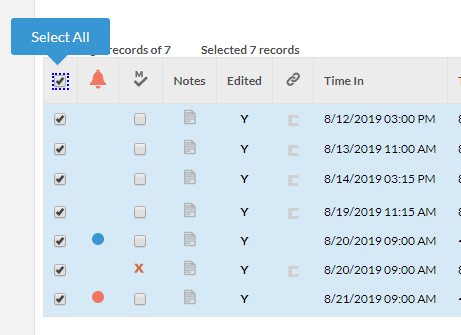 Select All
records of 7 Selected 7 records
M Notes Edited Time In
Y 8/12/2019 03:00 PM
Y 8/13/2019 11:00 AM
Y 8/14/2019 03:15 PM
Y 8/19/2019 11:15 AM
Y 8/20/2019 09:00 AM
X Y 8/20/2019 09:00 AM
Y 8/21/2019 09:00 AM